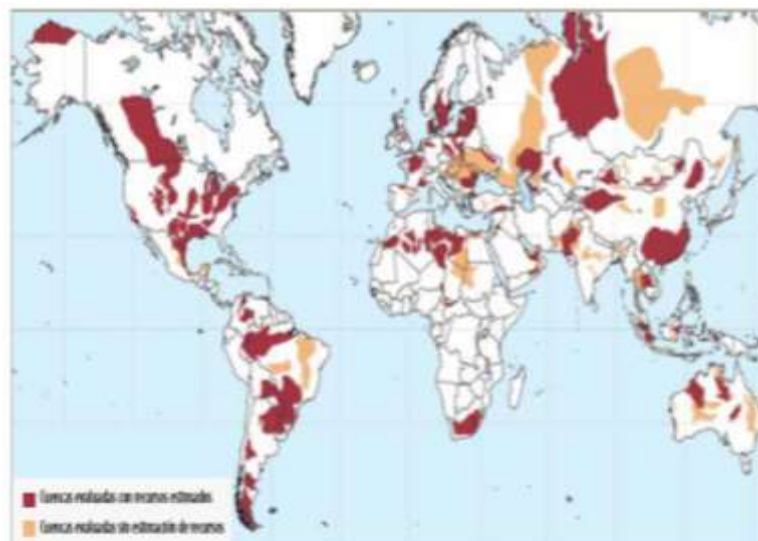 Cuencas evaluadas con recursos estimados
Cuencas evaluadas sin estimación de recursos